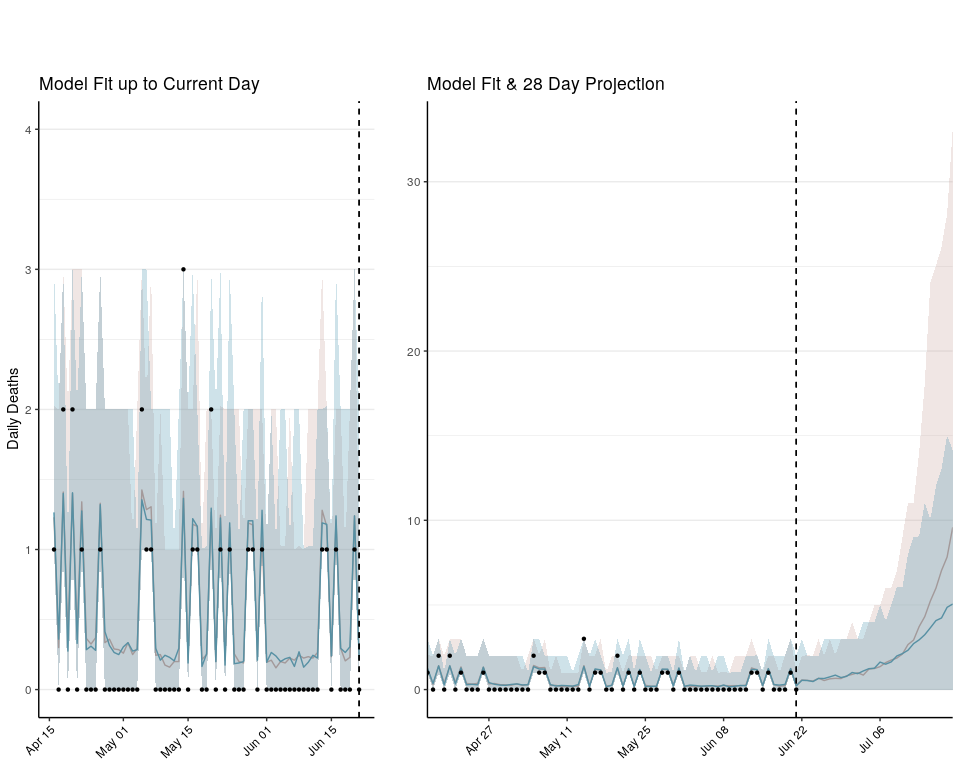 Model Fit up to Current Day
Model Fit & 28 Day Projection
Daily Deaths
4
3
2
1
0
Apr 15
May 01
May 15
Jun 01
Jun 15
30
20
10
0
Apr 27
May 11
May 25
Jun 08
Jun 22
Jul 06